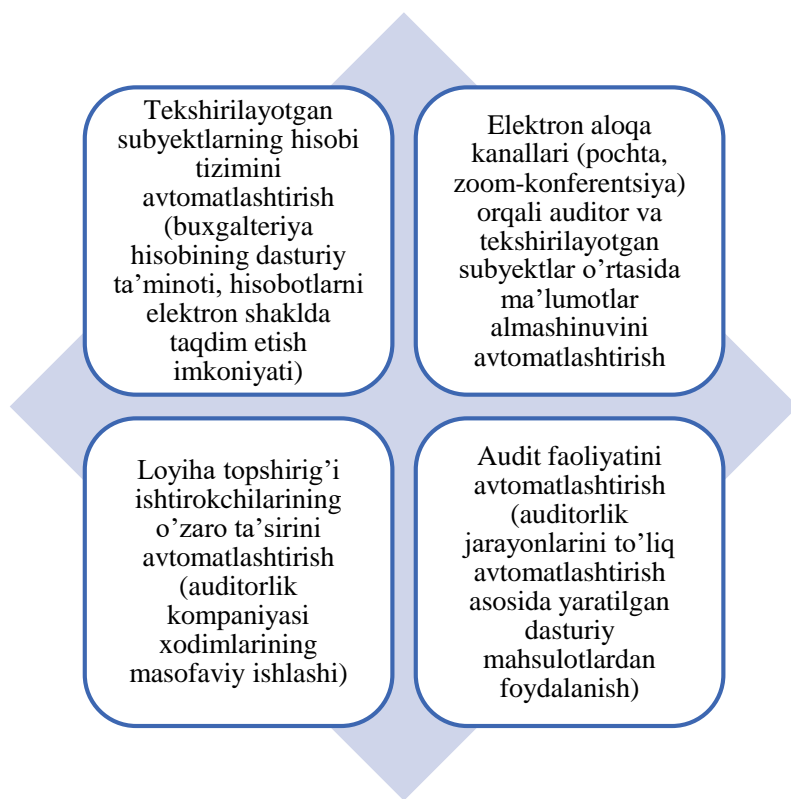 Tekshirilayotgan
subyektlarning hisobi
tizimini
avtomatlashtirish
(buxgalteriya
hisobining dasturiy
ta’minoti, hisobotlarni
elektron shaklda
taqdim etish
imkoniyati)
Elektron aloqa
kanallari (pochta,
zoom-konferentsiya)
orqali auditor va
tekshirilayotgan
subyektlar o’rtasida
ma’lumotlar
almashinuvini
avtomatlashtirish
Loyiha topshirig’i
ishtirokchilarining
o’zaro ta’sirini
avtomatlashtirish
(auditorlik
kompaniyasi
xodimlarining
masofaviy ishlashi)
Audit faoliyatini
avtomatlashtirish
(auditorlik
jarayonlarini to’liq
avtomatlashtirish
asosida yaratilgan
dasturiy
mahsulotlardan
foydalanish)